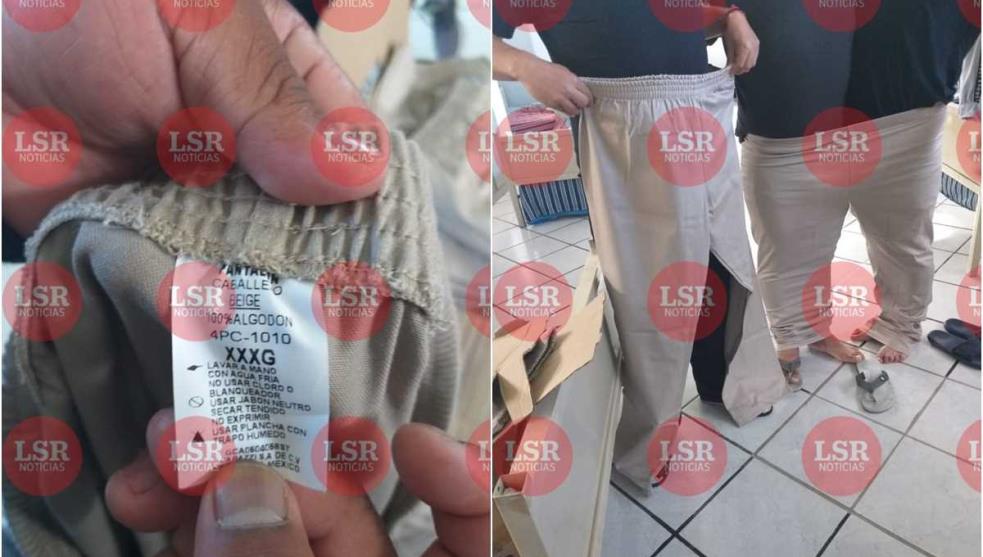 CABALLERO
BEIGE
100%ALGODON
4PC-1010
XXXG
LAVAR A MANO
CON AGUA FRIA
NO USAR CLORO O
BLANQUEADOR
USAR JABON NEUTRO
SECAR TENDIDO
NO EXPRIMIR
USAR PLANCHA CON
TRAPO HUMEDO
S.A DE C.V
MEXICO
LSR
NOTICIAS